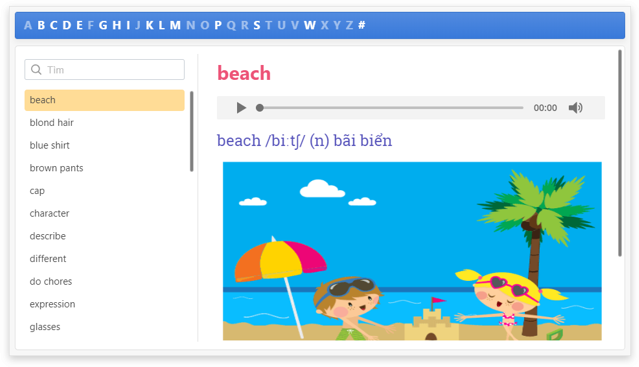 A B C D E F G H I J K L M N O P Q R S T U V W X Y Z #
Tìm
beach
blond hair
blue shirt
brown pants
cap
character
describe
different
do chores
expression
glasses
beach
00:00
beach /biːtʃ/ (n) bãi biển